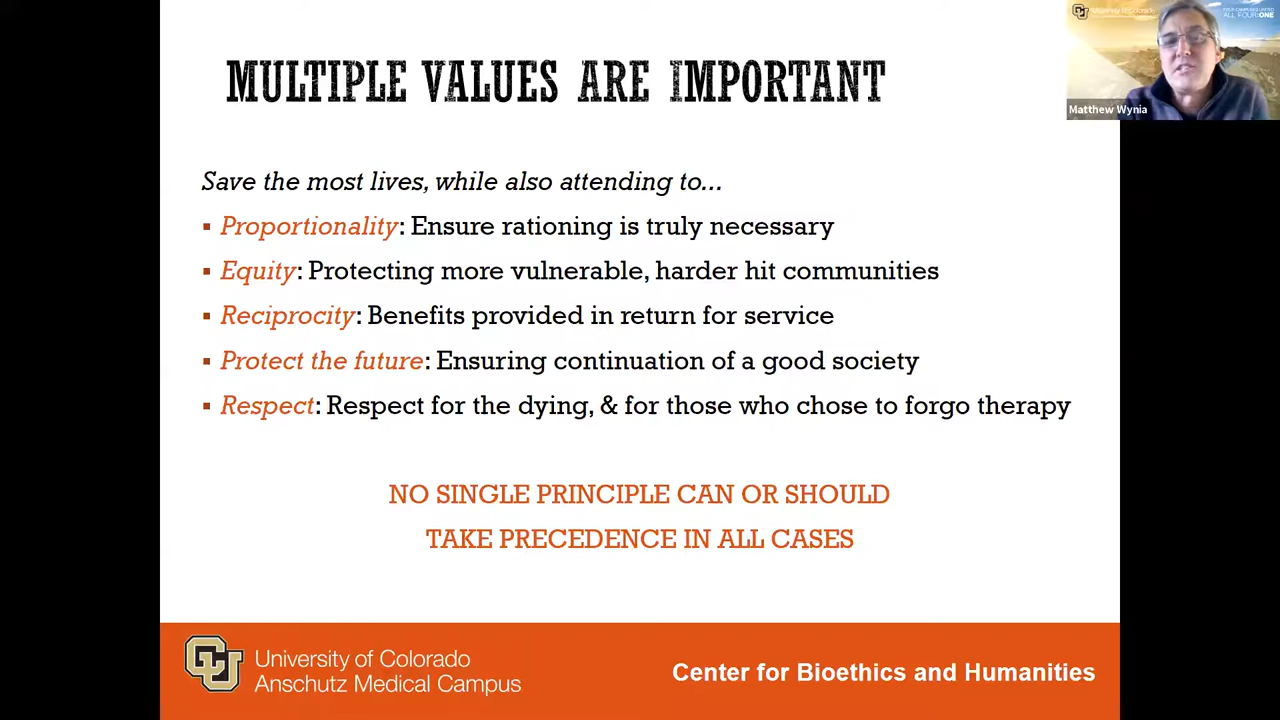 MULTIPLE VALUES ARE IMPORTANT
Matthew Wynia
Save the most lives, while also attending to...
▪ Proportionality: Ensure rationing is truly necessary
▪ Equity: Protecting more vulnerable, harder hit communities
▪ Reciprocity: Benefits provided in return for service
▪ Protect the future: Ensuring continuation of a good society
▪ Respect: Respect for the dying, & for those who chose to forgo therapy
NO SINGLE PRINCIPLE CAN OR SHOULD
TAKE PRECEDENCE IN ALL CASES
University of Colorado
Anschutz Medical Campus
Center for Bioethics and Humanities